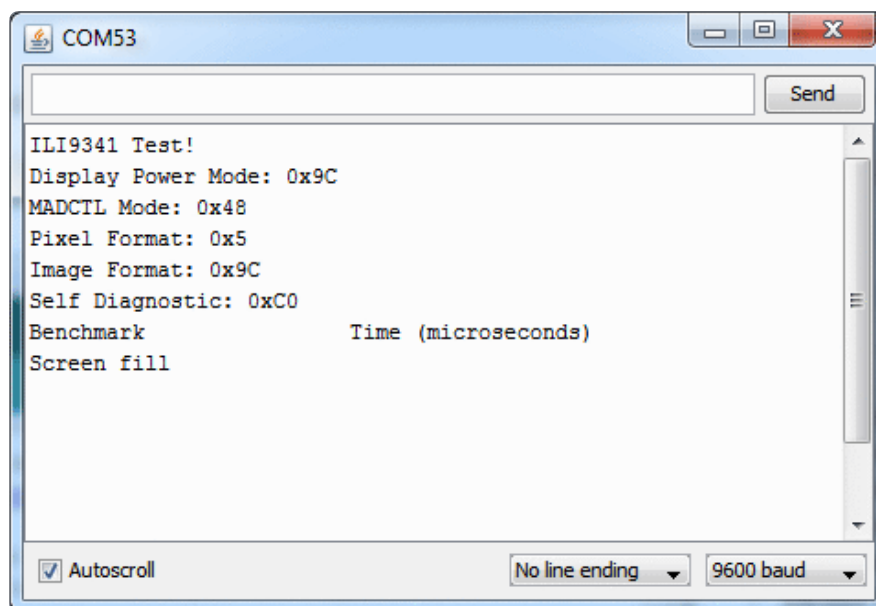 COM53
Send
ILI9341 Test!
Display Power Mode: 0x9C
MADCTL Mode: 0x48
Pixel Format: 0x5
Image Format: 0x9C
Self Diagnostic: 0xC0
Benchmark                Time (microseconds)
Screen fill
Autoscroll No line ending 9600 baud